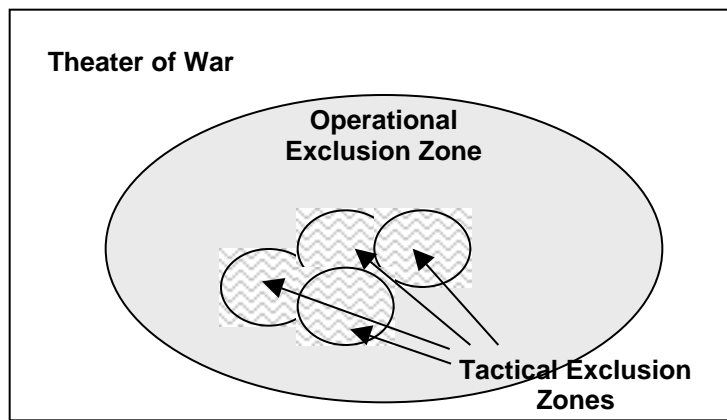 Theater of War
Operational
Exclusion Zone
Tactical Exclusion
Zones